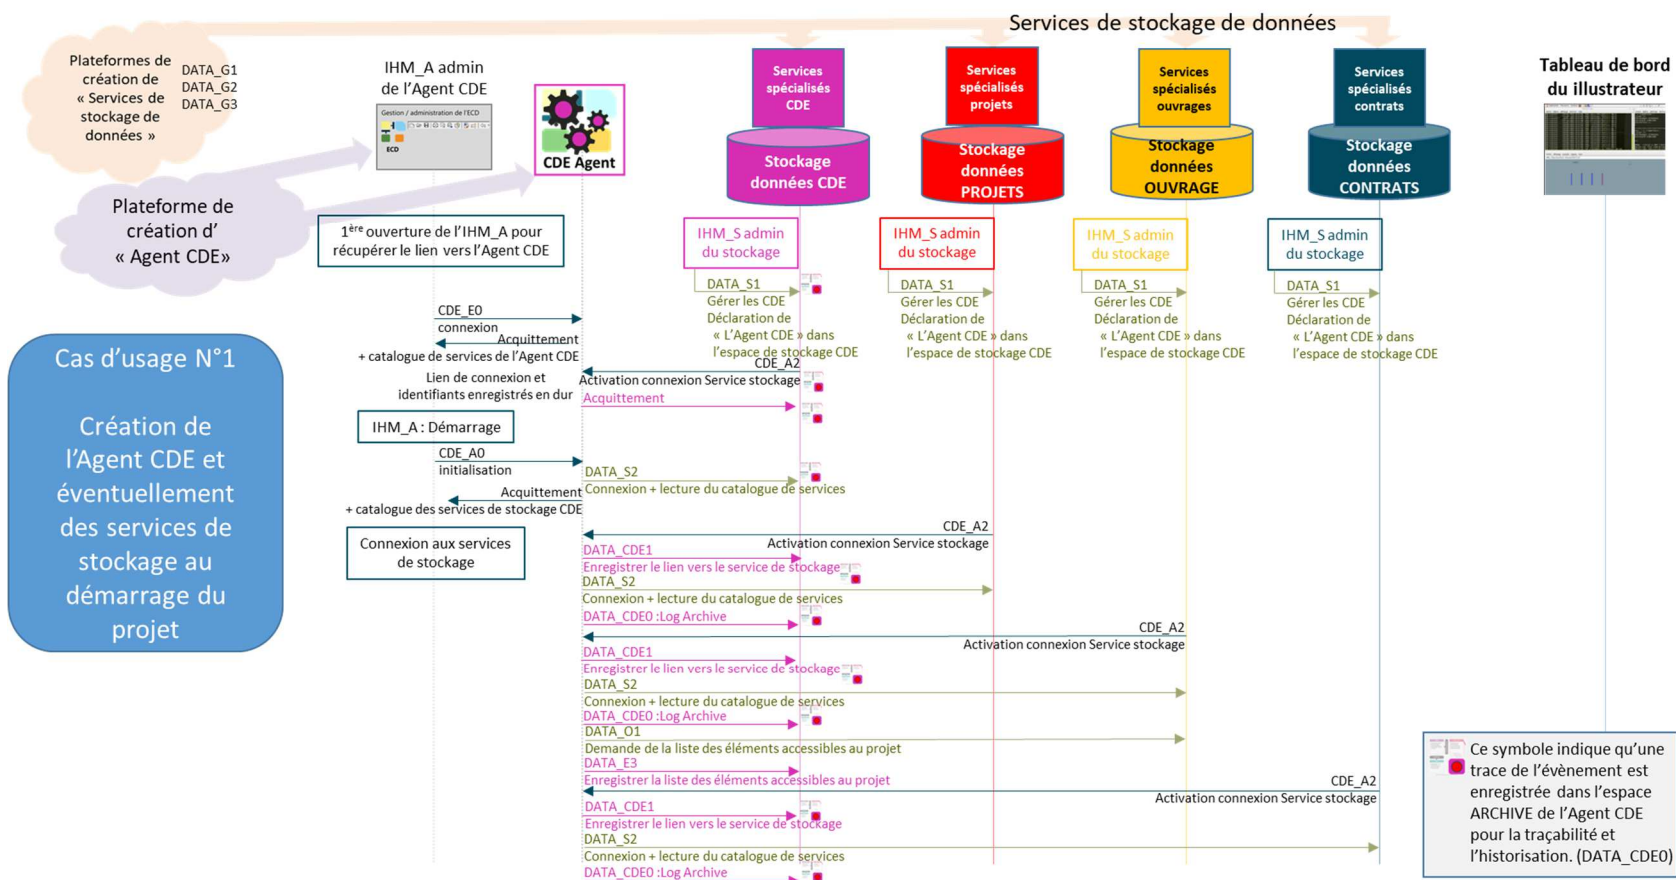 Services de stockage de données
Plateformes de
création de
« Services de
stockage de
données »
DATA_G1
DATA_G2
DATA_G3
IHM_A admin
de l'Agent CDE
Gestion / administration de l'ECD
ECD
CDE Agent
Services
spécialisés
CDE
Stockage
données CDE
Services
spécialisés
projets
Stockage
données
PROJETS
Services
spécialisés
ouvrages
Stockage
données
OUVRAGE
Services
spécialisés
contrats
Stockage
données
CONTRATS
Tableau de bord
du illustrateur
Plateforme de
création d'
« Agent CDE»
1ère ouverture de l'IHM_A pour
récupérer le lien vers l'Agent CDE
IHM_S admin
du stockage
IHM_S admin
du stockage
IHM_S admin
du stockage
IHM_S admin
du stockage
DATA_S1
Gérer les CDE
Déclaration de
« L'Agent CDE » dans
l'espace de stockage CDE
DATA_S1
Gérer les CDE
Déclaration de
« L'Agent CDE » dans
l'espace de stockage CDE
DATA_S1
Gérer les CDE
Déclaration de
« L'Agent CDE » dans
l'espace de stockage CDE
DATA_S1
Gérer les CDE
Déclaration de
« L'Agent CDE » dans
l'espace de stockage CDE
CDE_E0
connexion
Acquittement
+ catalogue de services de l'Agent CDE
CDE_A2
Activation connexion Service stockage
Lien de connexion et
identifiants enregistrés en dur
Acquittement
Cas d'usage N°1
Création de
l'Agent CDE et
éventuellement
des services de
stockage au
démarrage du
projet
IHM_A : Démarrage
CDE_A0
initialisation
DATA_S2
Connexion + lecture du catalogue de services
Acquittement
+ catalogue des services de stockage CDE
Connexion aux services
de stockage
CDE_A2
Activation connexion Service stockage
DATA_CDE1
Enregistrer le lien vers le service de stockage
DATA_S2
Connexion + lecture du catalogue de services
DATA_CDE0 :Log Archive
CDE_A2
Activation connexion Service stockage
DATA_CDE1
Enregistrer le lien vers le service de stockage
DATA_S2
Connexion + lecture du catalogue de services
DATA_CDE0 :Log Archive
DATA_O1
Demande de la liste des éléments accessibles au projet
DATA_E3
Enregistrer la liste des éléments accessibles au projet
CDE_A2
Activation connexion Service stockage
DATA_CDE1
Enregistrer le lien vers le service de stockage
DATA_S2
Connexion + lecture du catalogue de services
DATA_CDE0 :Log Archive
Ce symbole indique qu'une
trace de l'évènement est
enregistrée dans l'espace
ARCHIVE de l'Agent CDE
pour la traçabilité et
l'historisation. (DATA_CDE0)